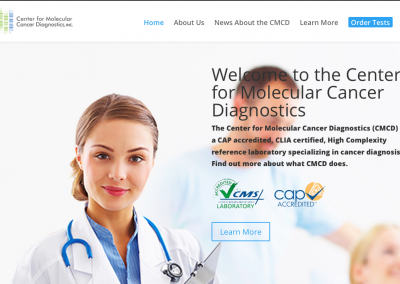 Center for Molecular
Cancer Diagnostics, INC.
Home
About Us
News About the CMCD
Learn More
Order Tests
Welcome to the Center
for Molecular Cancer
Diagnostics
The Center for Molecular Cancer Diagnostics (CMCD)
a CAP accredited, CLIA certified, High Complexity
reference laboratory specializing in cancer diagnosis
Find out more about what CMCD does.
CMS
LABORATORY
cap
ACCREDITED
Learn More